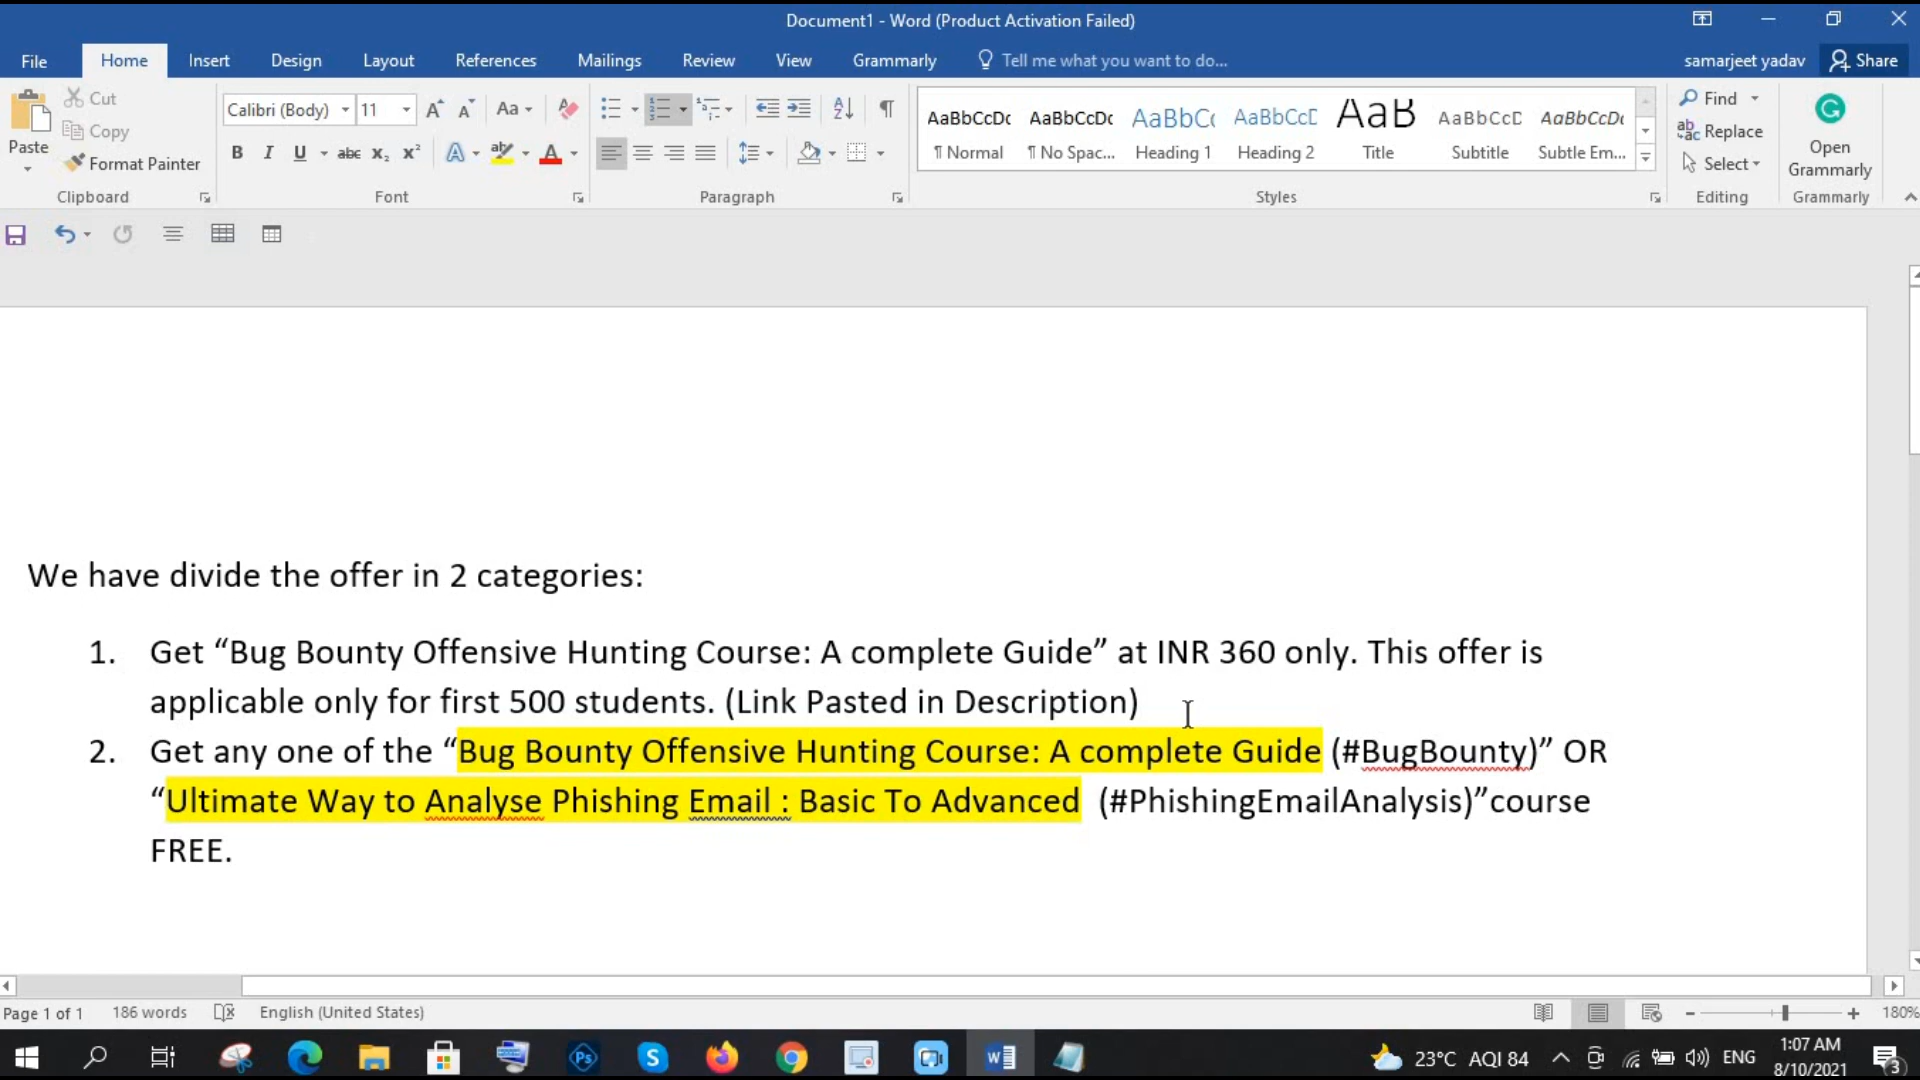 Document1 - Word (Product Activation Failed)
File Home Insert Design Layout References Mailings Review View Grammarly Tell me what you want to do... samarjeet yadav Share
Paste
Cut
Copy
Format Painter
Clipboard
Calibri (Body) 11 Aa
B I U abc x₂ x² A A
Font
Paragraph
AaBbCcDc AaBbCcDc AaBbCc AaBbCcD AaB AaBbCcD AaBbCcDc
¶ Normal ¶ No Spac... Heading 1 Heading 2 Title Subtitle Subtle Em...
Styles
Find
Replace
Select
Editing
Open
Grammarly
Grammarly
We have divide the offer in 2 categories:
1. Get “Bug Bounty Offensive Hunting Course: A complete Guide” at INR 360 only. This offer is
applicable only for first 500 students. (Link Pasted in Description)
2. Get any one of the “Bug Bounty Offensive Hunting Course: A complete Guide (#BugBounty)” OR
“Ultimate Way to Analyse Phishing Email : Basic To Advanced (#PhishingEmailAnalysis)”course
FREE.
Page 1 of 1 186 words English (United States) 180%
Ps S W 23°C AQI 84 ENG
1:07 AM
8/10/2021
3